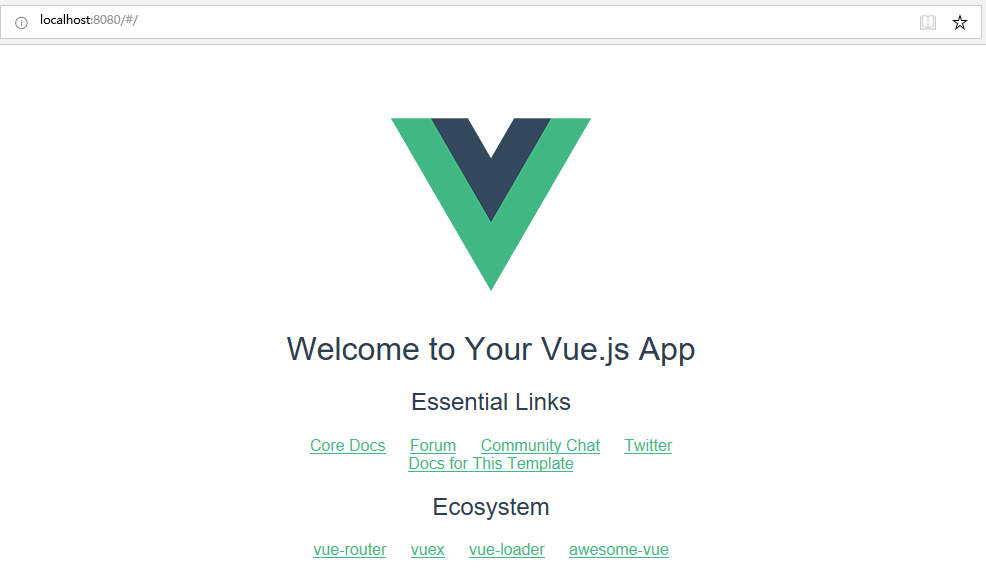 localhost:8080/#/
Welcome to Your Vue.js App
Essential Links
Core Docs Forum Community Chat Twitter
Docs for This Template
Ecosystem
vue-router vuex vue-loader awesome-vue